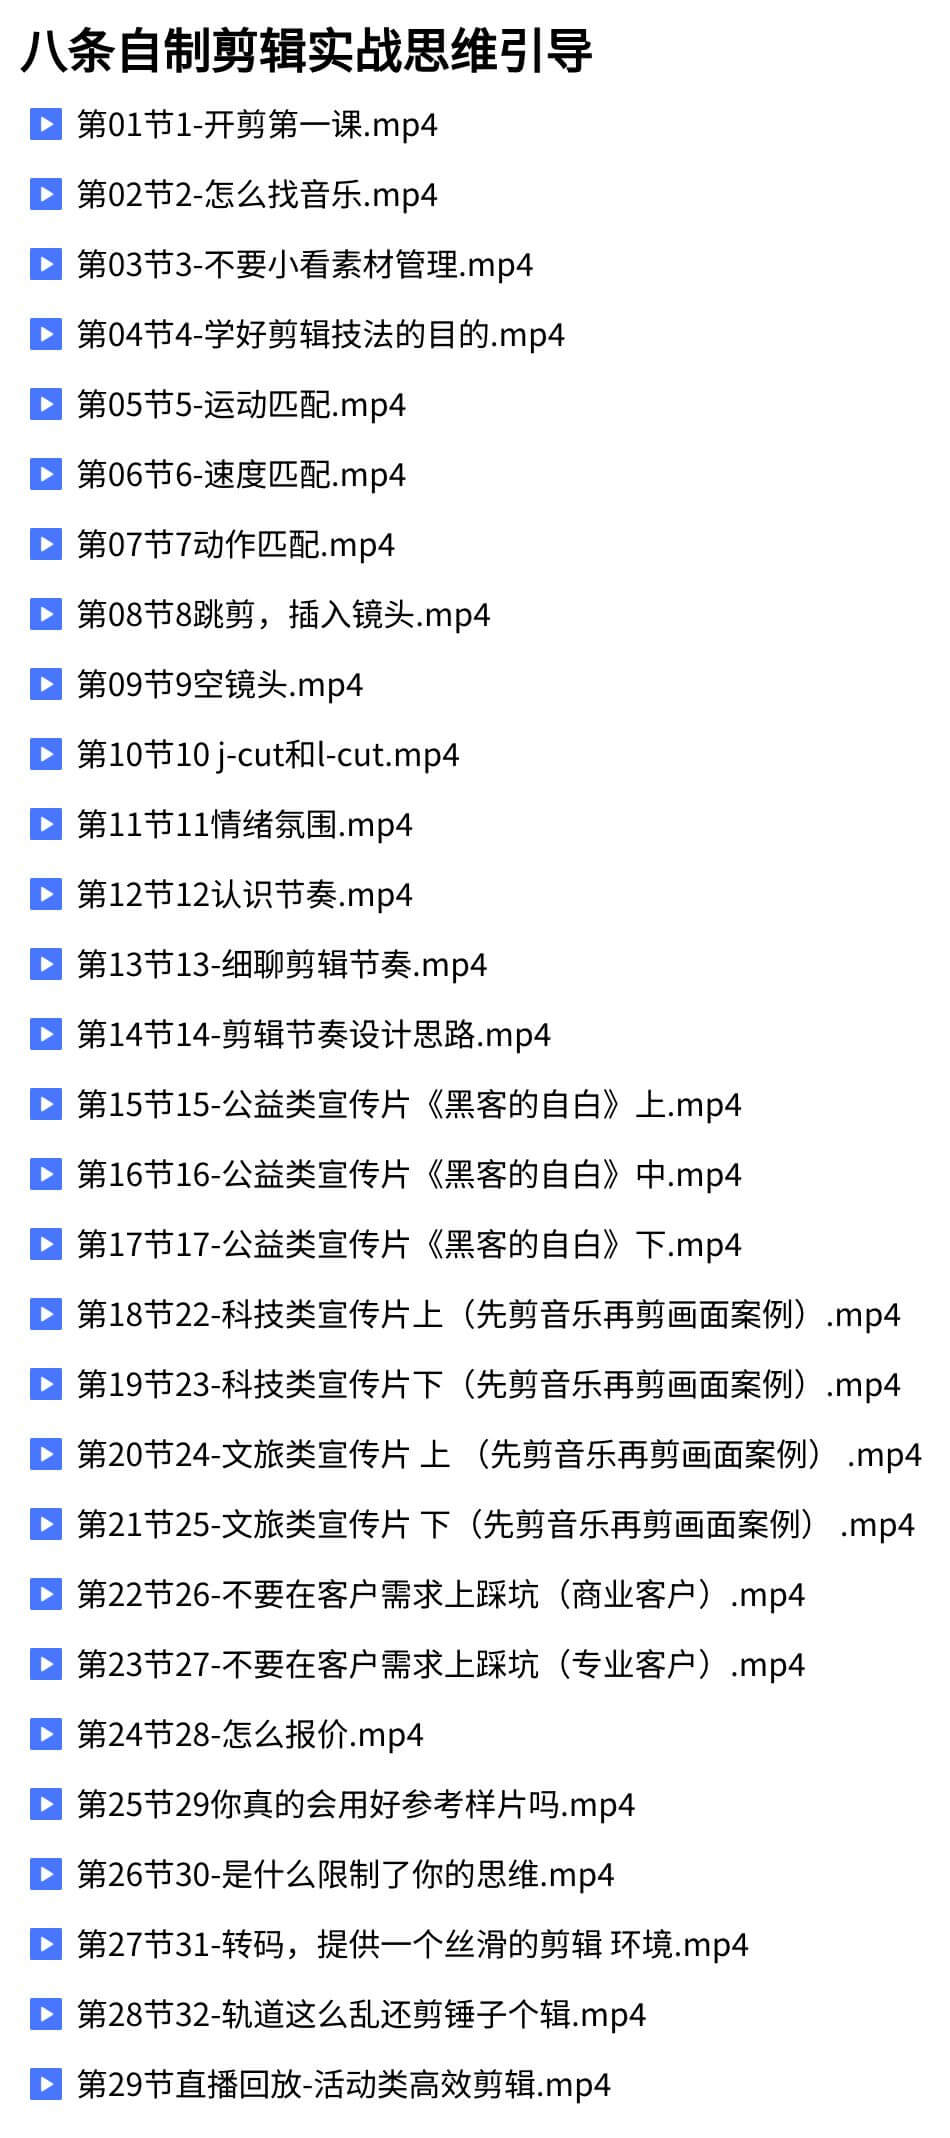 八条自制剪辑实战思维引导
第01节1-开剪第一课.mp4
第02节2-怎么找音乐.mp4
第03节3-不要小看素材管理.mp4
第04节4-学好剪辑技法的目的.mp4
第05节5-运动匹配.mp4
第06节6-速度匹配.mp4
第07节7动作匹配.mp4
第08节8跳剪，插入镜头.mp4
第09节9空镜头.mp4
第10节10 j-cut和l-cut.mp4
第11节11情绪氛围.mp4
第12节12认识节奏.mp4
第13节13-细聊剪辑节奏.mp4
第14节14-剪辑节奏设计思路.mp4
第15节15-公益类宣传片《黑客的自白》上.mp4
第16节16-公益类宣传片《黑客的自白》中.mp4
第17节17-公益类宣传片《黑客的自白》下.mp4
第18节22-科技类宣传片上（先剪音乐再剪画面案例）.mp4
第19节23-科技类宣传片下（先剪音乐再剪画面案例）.mp4
第20节24-文旅类宣传片 上 （先剪音乐再剪画面案例） .mp4
第21节25-文旅类宣传片 下（先剪音乐再剪画面案例） .mp4
第22节26-不要在客户需求上踩坑（商业客户）.mp4
第23节27-不要在客户需求上踩坑（专业客户）.mp4
第24节28-怎么报价.mp4
第25节29你真的会用好参考样片吗.mp4
第26节30-是什么限制了你的思维.mp4
第27节31-转码，提供一个丝滑的剪辑 环境.mp4
第28节32-轨道这么乱还剪锤子个辑.mp4
第29节直播回放-活动类高效剪辑.mp4